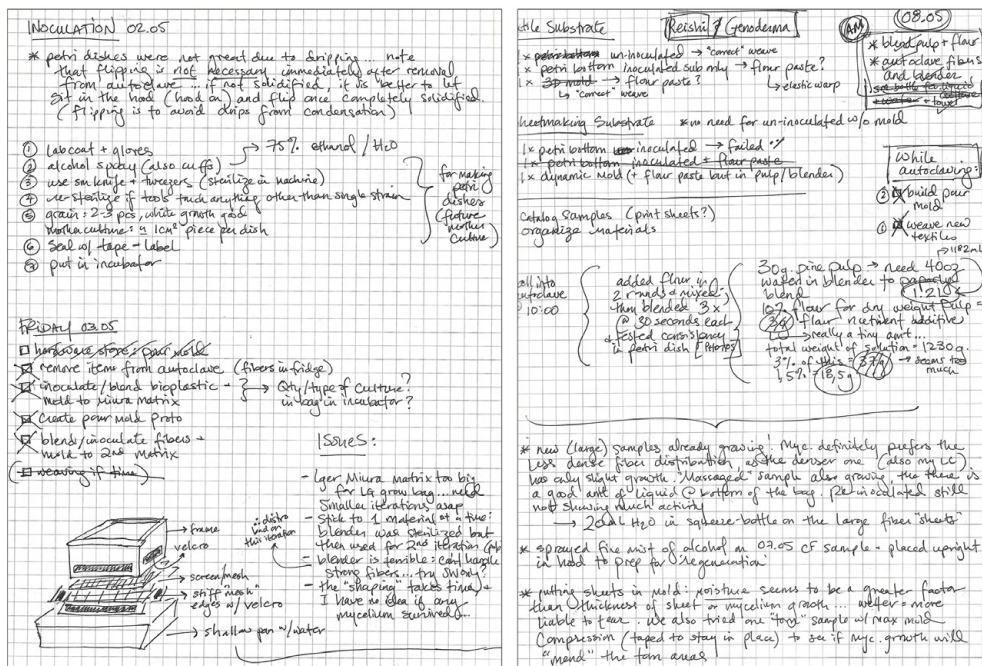 INOCULATION 02.05
* petri dishes were not great due to dripping... note
that flipping is not necessary immediately after removal
from autoclave... if not solidified, it is better to let
sit in the hood (hood on) and flip once completely solidified.
(flipping is to avoid drips from condensation)
① labcoat + gloves
② alcohol spray (also cuffs) → 75% ethanol / H2O
③ use sm knife + tweezers (sterilize in machine)
④ re-sterilize if tools touch anything other than single strain
⑤ grain: 2-3 pcs, white growth good
mother culture: ≈ 1cm² piece per dish
⑥ Seal w/ tape - label
put in incubator
for making
petri
dishes
(future
mother
culture)
FRIDAY 03.05
hardware store: pour mold
remove item from autoclave (fibers in fridge)
inoculate/blend bioplastic -
mold to Miura matrix
→ Qty/type of culture?
in bag in incubator?
create pour mold proto
blend/inoculate fibers -
mold to 2nd matrix
(weaving if time)
→ frame
velcro
→ screen/mesh
→ "stiff mesh"
edges w/ velcro
→ shallow pan w/ water
ISSUES:
- Lger Miura Matrix too big
for LG grow bag... need
smaller iterations asap
- Stick to 1 material at a time:
blender was sterilized but
then used for 2nd iteration
- blender is terrible: can't handle
strong fibers... try
- the "shaping" takes time +
I have no idea if any
mycelium survived...
∴ distro
bad on
this iteration
tile Substrate
Reishi / Genoderma
AM
08.05
* blend pulp + flour
* autoclave fibers
and blender
+ towel
1x petri bottom un-inoculated → "correct" weave
* petri bottom inoculated sub only → flour paste?
1x 3D mold → flour paste?
↳ "correct" weave
↳ elastic warp
heetmaking Substrate * no need for un-inoculated w/o mold
1x petri bottom inoculated → failed
1x petri bottom inoculated + flour paste
1x dynamic mold (+ flour paste but in pulp/blender)
While
autoclaving:
② build pour
mold
① weave new
textiles
Catalog Samples (print sheets?)
organize materials
all into
autoclave
10:00
added flour in
2 rounds + mixed,
then blended 3x
@ 30 seconds each
+ tested consistency
in petri dish [PHOTOS]
→ 1182ml
30g. pine pulp → need 40oz
water in blender to
blend
10% flour for dry weight pulp =
3g flour nutrient additive
↳ really a tiny amt...
total weight of solution = 1230g.
3% of this = 37g → seems too
much
1.5% = 18,5g
* new (large) samples already growing! Myc. definitely prefers the
less dense fiber distribution, as the denser one (also my LC)
has only slight growth. "Massaged" sample also growing, tho there is
a good amt of liquid @ bottom of the bag. Re-inoculated still
not showing much activity
→ H2O in squeeze-bottle on the large fiber "sheets"
* sprayed fine mist of alcohol on 07.05 CF sample + placed upright
in hood to prep for "regeneration"
* putting sheets in mold: moisture seems to be a greater factor
than thickness of sheet or mycelium growth... wetter = more
liable to tear. we also tried one "torn" sample w/ max mold
compression (taped to stay in place) to see if myc. growth will
"mend" the torn areas!